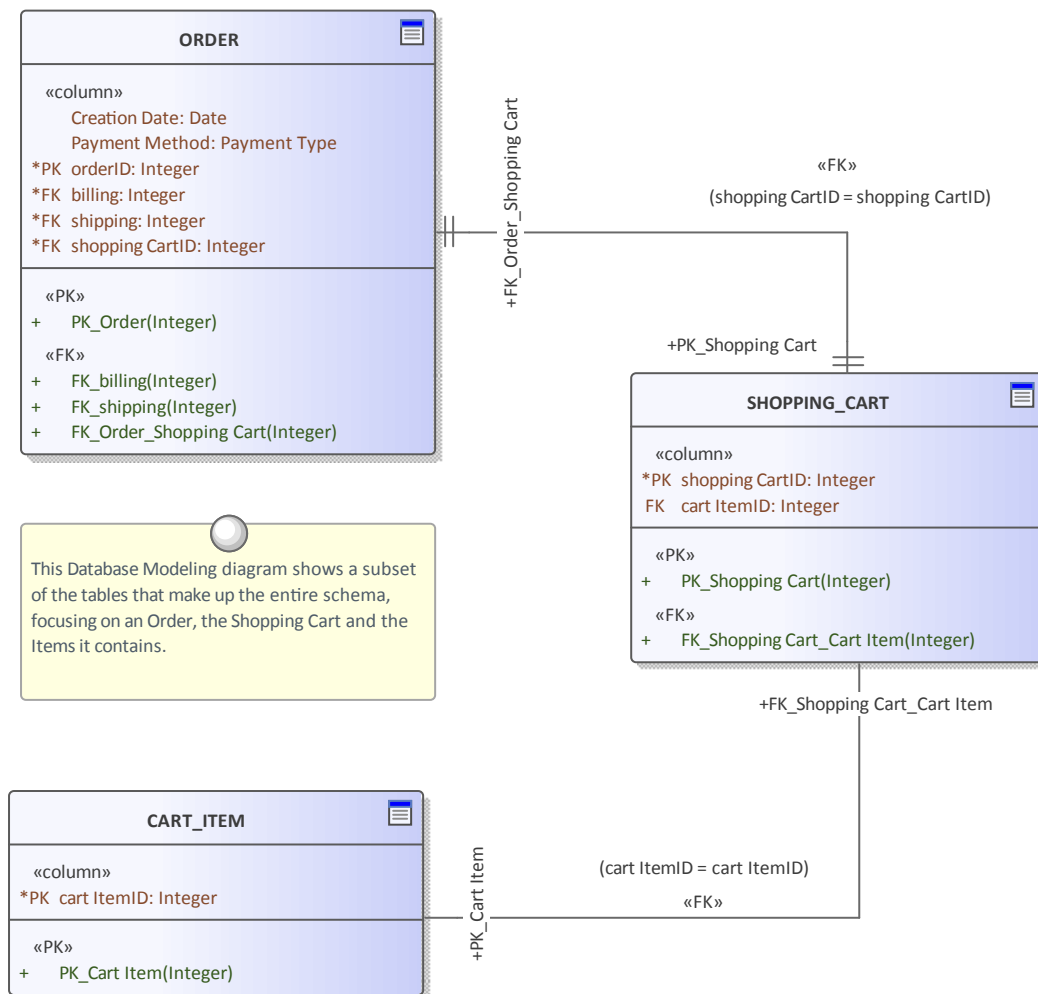 ORDER
«column»
Creation Date: Date
Payment Method: Payment Type
*PK orderID: Integer
*FK billing: Integer
*FK shipping: Integer
*FK shopping CartID: Integer
«PK»
+ PK_Order(Integer)
«FK»
+ FK_billing(Integer)
+ FK_shipping(Integer)
+ FK_Order_Shopping Cart(Integer)
+FK_Order_Shopping Cart
«FK»
(shopping CartID = shopping CartID)
+PK_Shopping Cart
SHOPPING_CART
«column»
*PK shopping CartID: Integer
FK cart ItemID: Integer
«PK»
+ PK_Shopping Cart(Integer)
«FK»
+ FK_Shopping Cart_Cart Item(Integer)
This Database Modeling diagram shows a subset
of the tables that make up the entire schema,
focusing on an Order, the Shopping Cart and the
Items it contains.
+FK_Shopping Cart_Cart Item
CART_ITEM
«column»
*PK cart ItemID: Integer
«PK»
+ PK_Cart Item(Integer)
+PK_Cart Item
(cart ItemID = cart ItemID)
«FK»